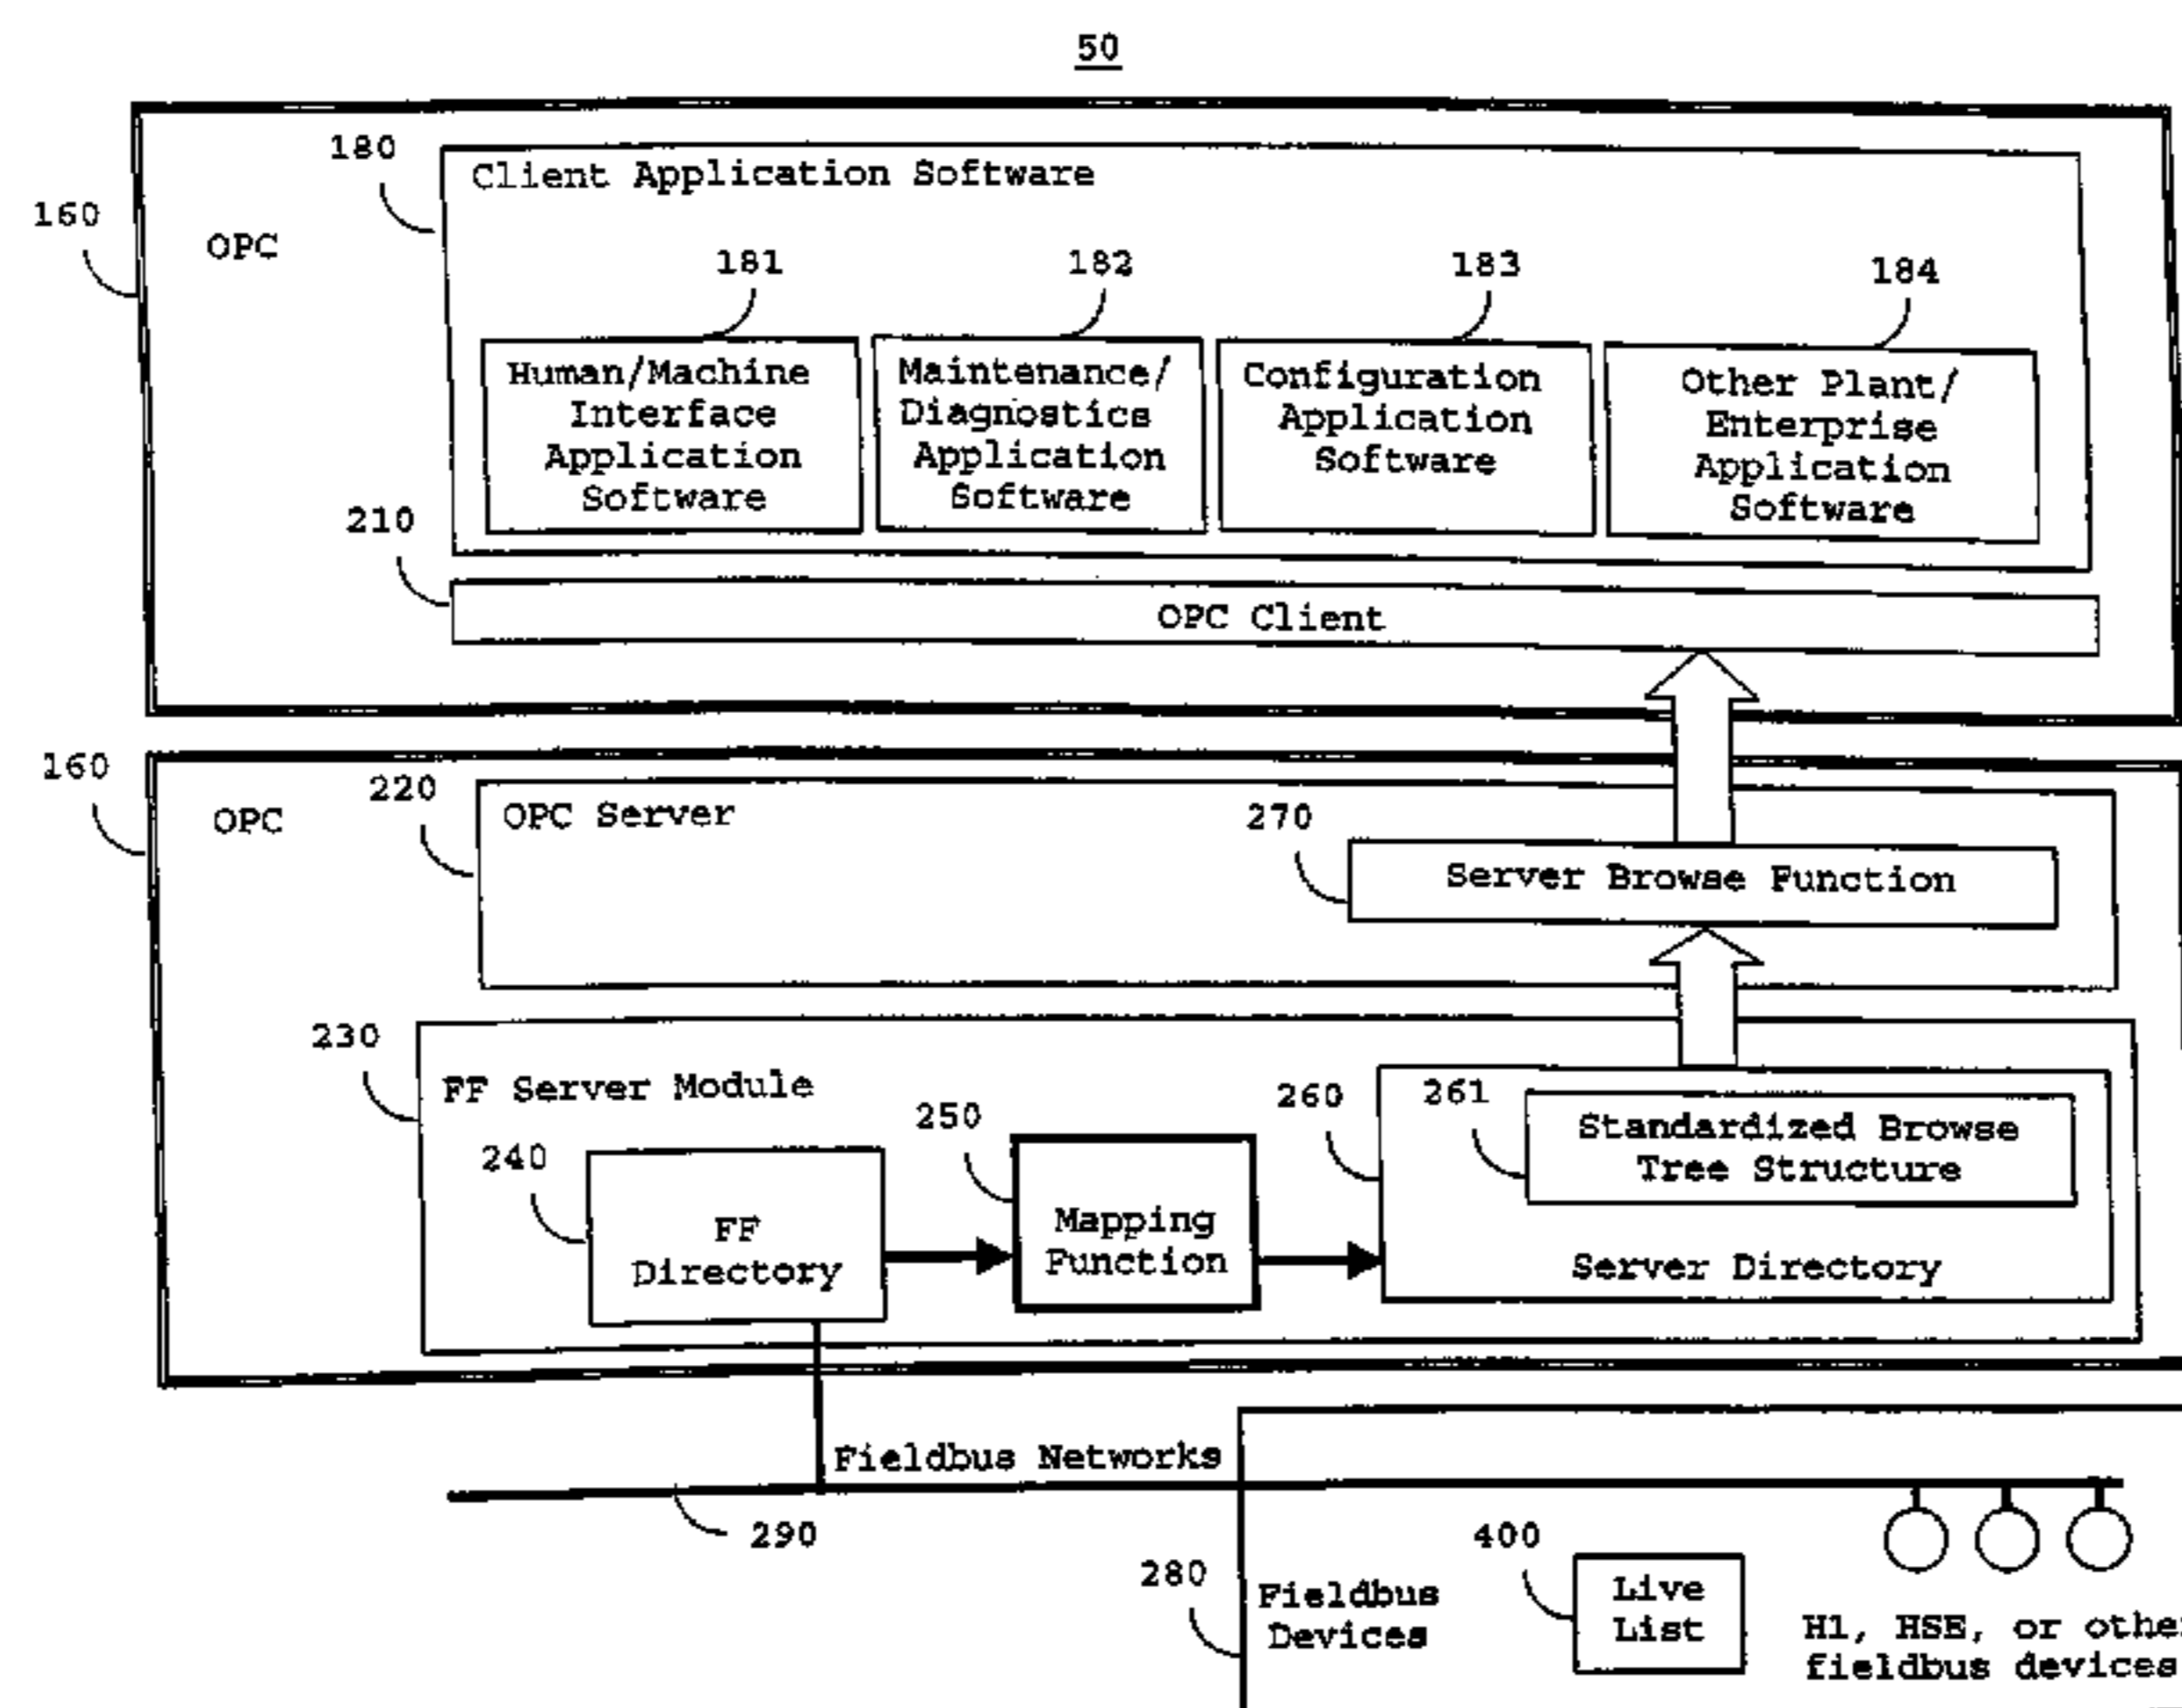 50
180
Client Application Software
160
OPC
181
182
183
184
Human/Machine
Interface
Application
Software
Maintenance/
Diagnostics
Application
Software
Configuration
Application
Software
Other Plant/
Enterprise
Application
Software
210
OPC Client
160
OPC
220
OPC Server
270
Server Browse Function
230
FF Server Module
240
FF
Directory
250
Mapping
Function
260
261
Standardized Browse
Tree Structure
Server Directory
Fieldbus Networks
290
280
Fieldbus
Devices
400
Live
List
H1, HSE, or other
fieldbus devices